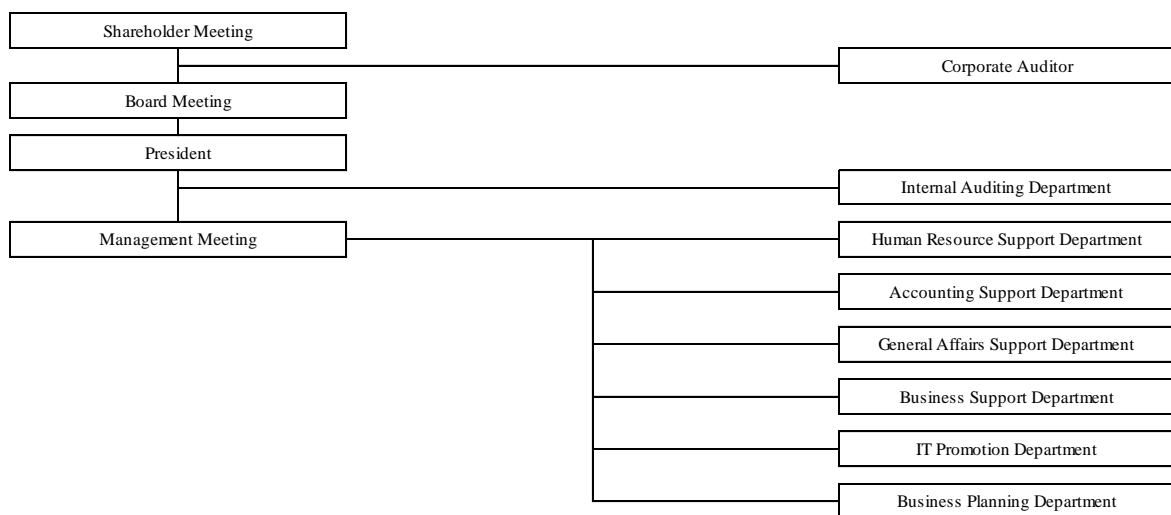 Shareholder Meeting
Corporate Auditor
Board Meeting
President
Internal Auditing Department
Management Meeting
Human Resource Support Department
Accounting Support Department
General Affairs Support Department
Business Support Department
IT Promotion Department
Business Planning Department